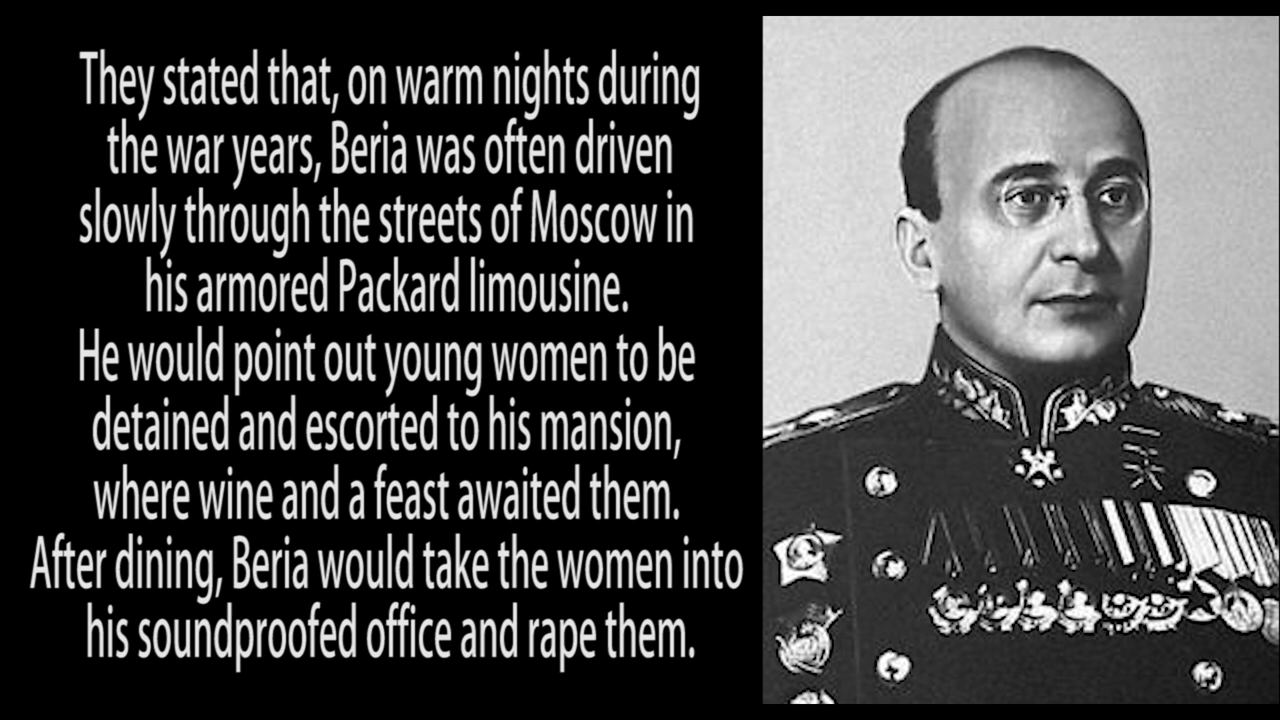 They stated that, on warm nights during
the war years, Beria was often driven
slowly through the streets of Moscow in
his armored Packard limousine.
He would point out young women to be
detained and escorted to his mansion,
where wine and a feast awaited them.
After dining, Beria would take the women into
his soundproofed office and rape them.